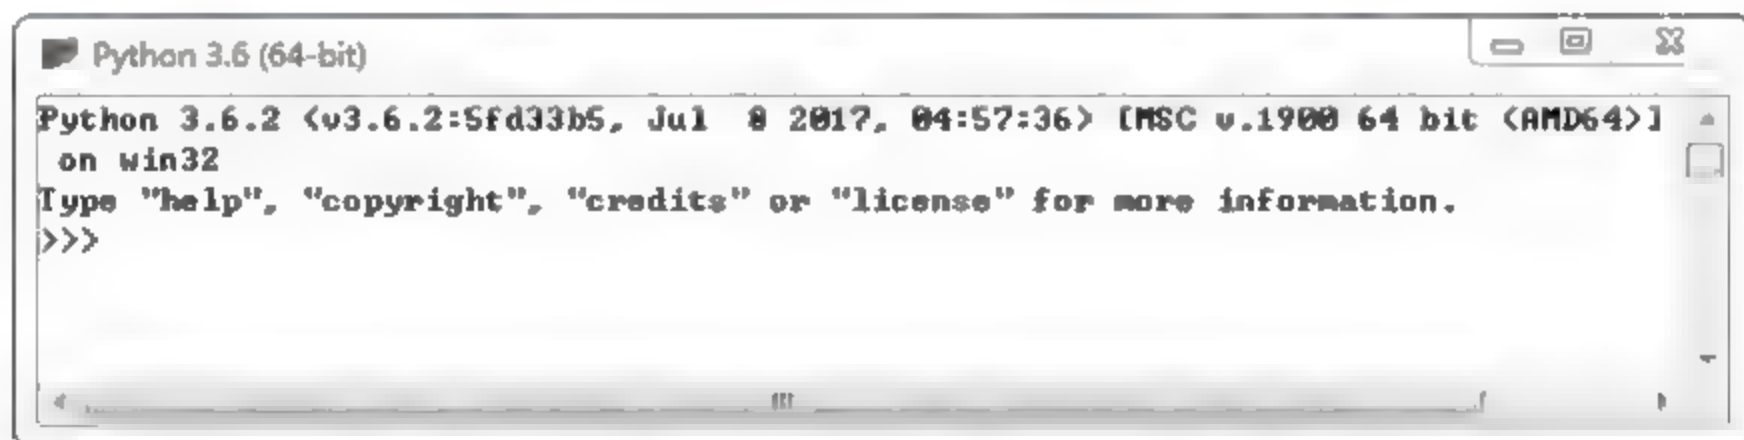 Python 3.6 (64-bit)
Python 3.6.2 (v3.6.2:5fd33b5, Jul  8 2017, 04:57:36) [MSC v.1900 64 bit (AMD64)]
 on win32
Type "help", "copyright", "credits" or "license" for more information.
>>>